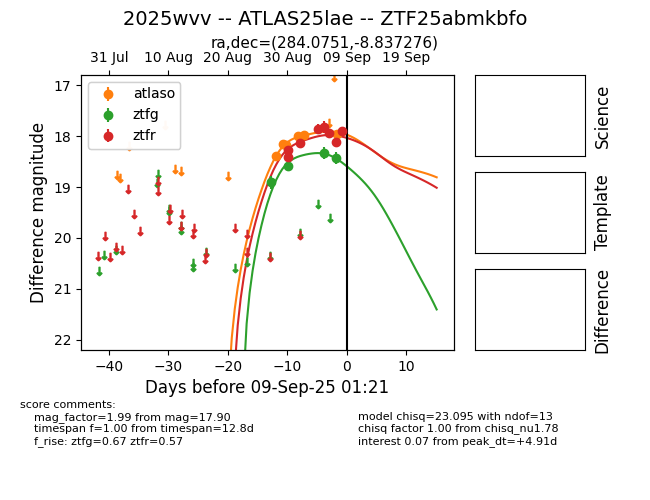 2025wvv -- ATLAS25lae -- ZTF25abmkbfo
ra,dec=(284.0751,-8.837276)
31 Jul 10 Aug 20 Aug 30 Aug 09 Sep 19 Sep
atlaso
ztfg
ztfr
17
18
19
20
21
22
Difference magnitude
−40 −30 −20 −10 0 10
Days before 09-Sep-25 01:21
Science
Template
Difference
score comments:
mag_factor=1.99 from mag=17.90
timespan f=1.00 from timespan=12.8d
f_rise: ztfg=0.67 ztfr=0.57
model chisq=23.095 with ndof=13
chisq factor 1.00 from chisq_nu1.78
interest 0.07 from peak_dt=+4.91d